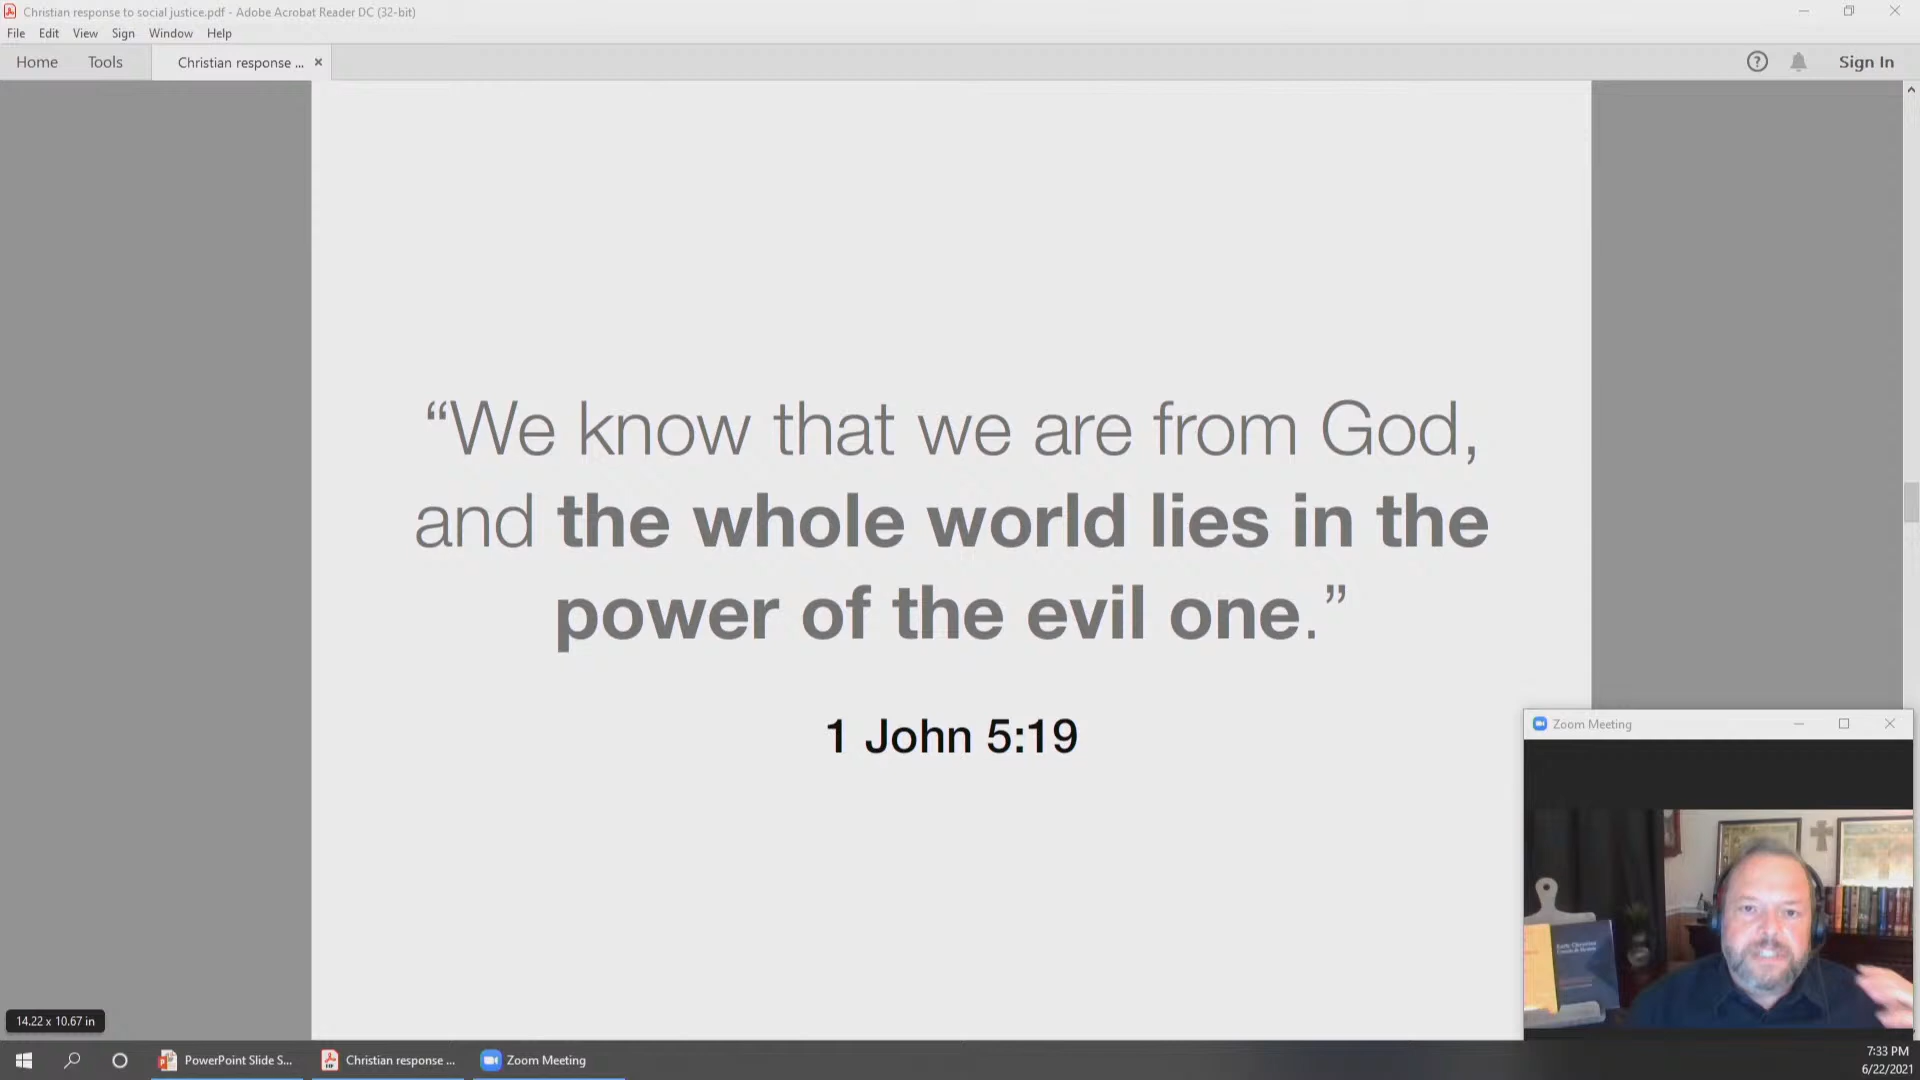 Christian response to social justice.pdf - Adobe Acrobat Reader DC (32-bit)
File Edit View Sign Window Help
Home Tools Christian response ... Sign In
“We know that we are from God,
and the whole world lies in the
power of the evil one.”
1 John 5:19
Zoom Meeting
Early Christian
14.22 x 10.67 in
PowerPoint Slide S... Christian response ... Zoom Meeting
7:33 PM
6/22/2021